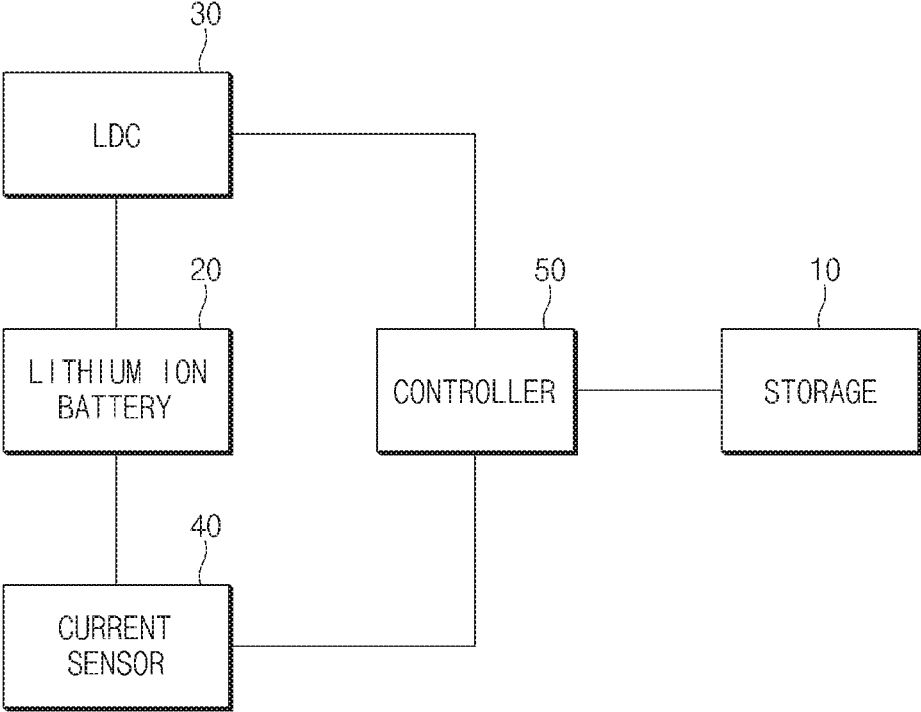 30
LDC
20
50
10
LITHIUM ION
BATTERY
CONTROLLER
STORAGE
40
CURRENT
SENSOR